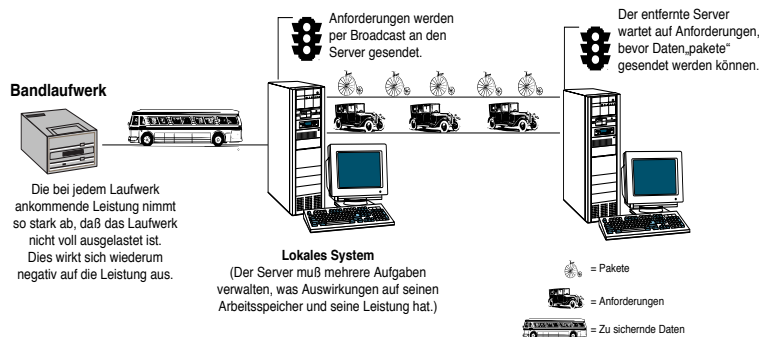 Anforderungen werden
per Broadcast an den
Server gesendet.
Der entfernte Server
wartet auf Anforderungen,
bevor Daten„pakete“
gesendet werden können.
Bandlaufwerk
Die bei jedem Laufwerk
ankommende Leistung nimmt
so stark ab, daß das Laufwerk
nicht voll ausgelastet ist.
Dies wirkt sich wiederum
negativ auf die Leistung aus.
Lokales System
(Der Server muß mehrere Aufgaben
verwalten, was Auswirkungen auf seinen
Arbeitsspeicher und seine Leistung hat.)
= Pakete
= Anforderungen
= Zu sichernde Daten